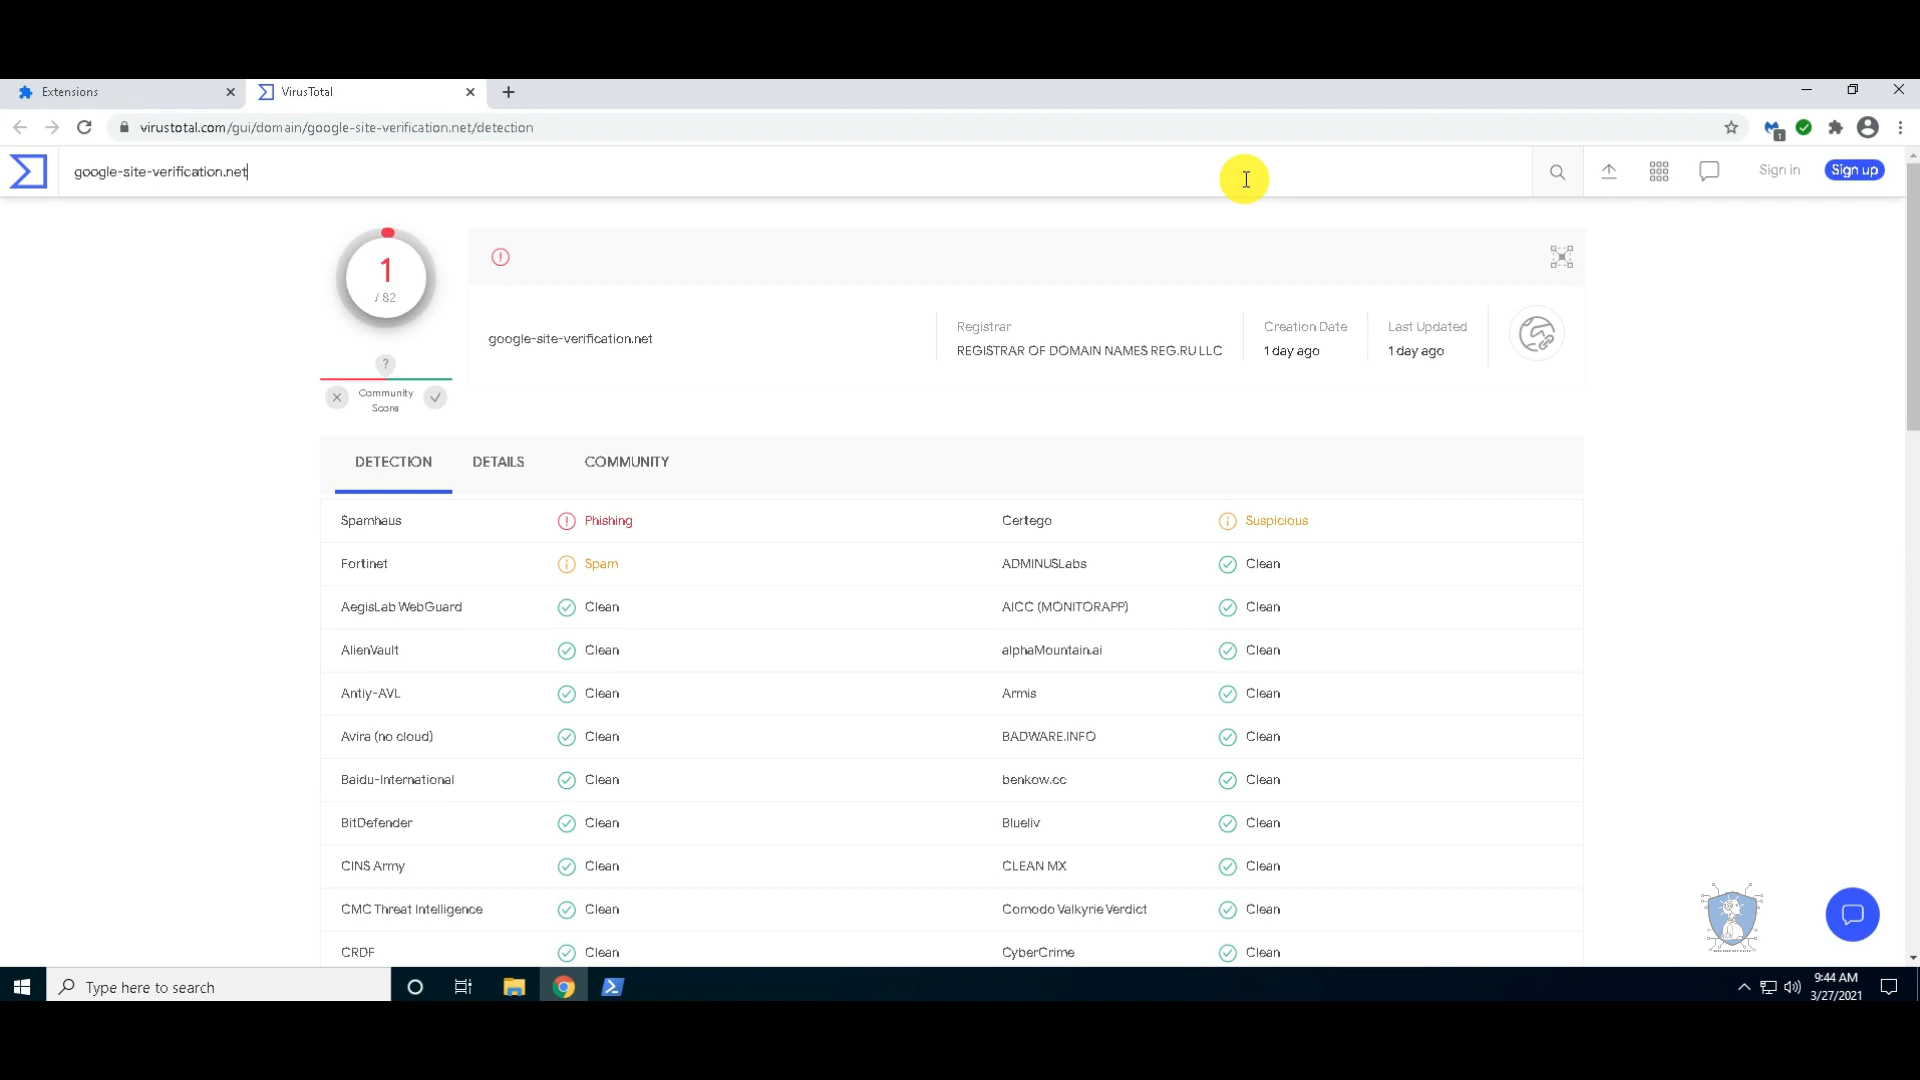 Extensions
VirusTotal
virustotal.com/gui/domain/google-site-verification.net/detection
1
google-site-verification.net
Sign in
Sign up
1
/ 82
?
Community
Score
google-site-verification.net
Registrar
REGISTRAR OF DOMAIN NAMES REG.RU LLC
Creation Date
1 day ago
Last Updated
1 day ago
DETECTION
DETAILS
COMMUNITY
Spamhaus
Phishing
Certego
Suspicious
Fortinet
Spam
ADMINUSLabs
Clean
AegisLab WebGuard
Clean
AICC (MONITORAPP)
Clean
AlienVault
Clean
alphaMountain.ai
Clean
Antiy-AVL
Clean
Armis
Clean
Avira (no cloud)
Clean
BADWARE.INFO
Clean
Baidu-International
Clean
benkow.cc
Clean
BitDefender
Clean
Blueliv
Clean
CINS Army
Clean
CLEAN MX
Clean
CMC Threat Intelligence
Clean
Comodo Valkyrie Verdict
Clean
CRDF
Clean
CyberCrime
Clean
Type here to search
9:44 AM
3/27/2021